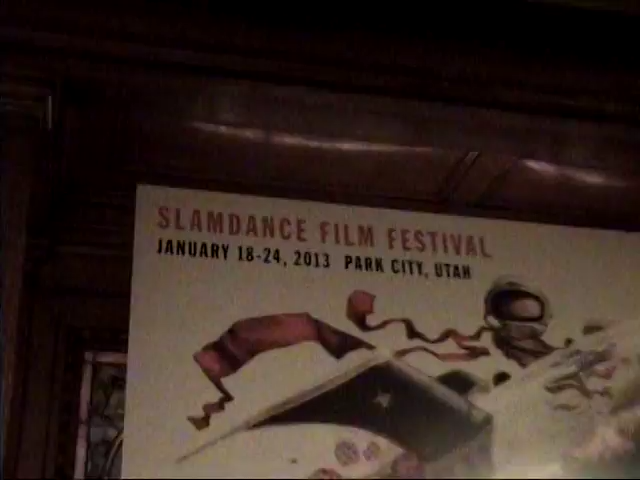 SLAMDANCE FILM FESTIVAL
JANUARY 18-24, 2013 PARK CITY, UTAH